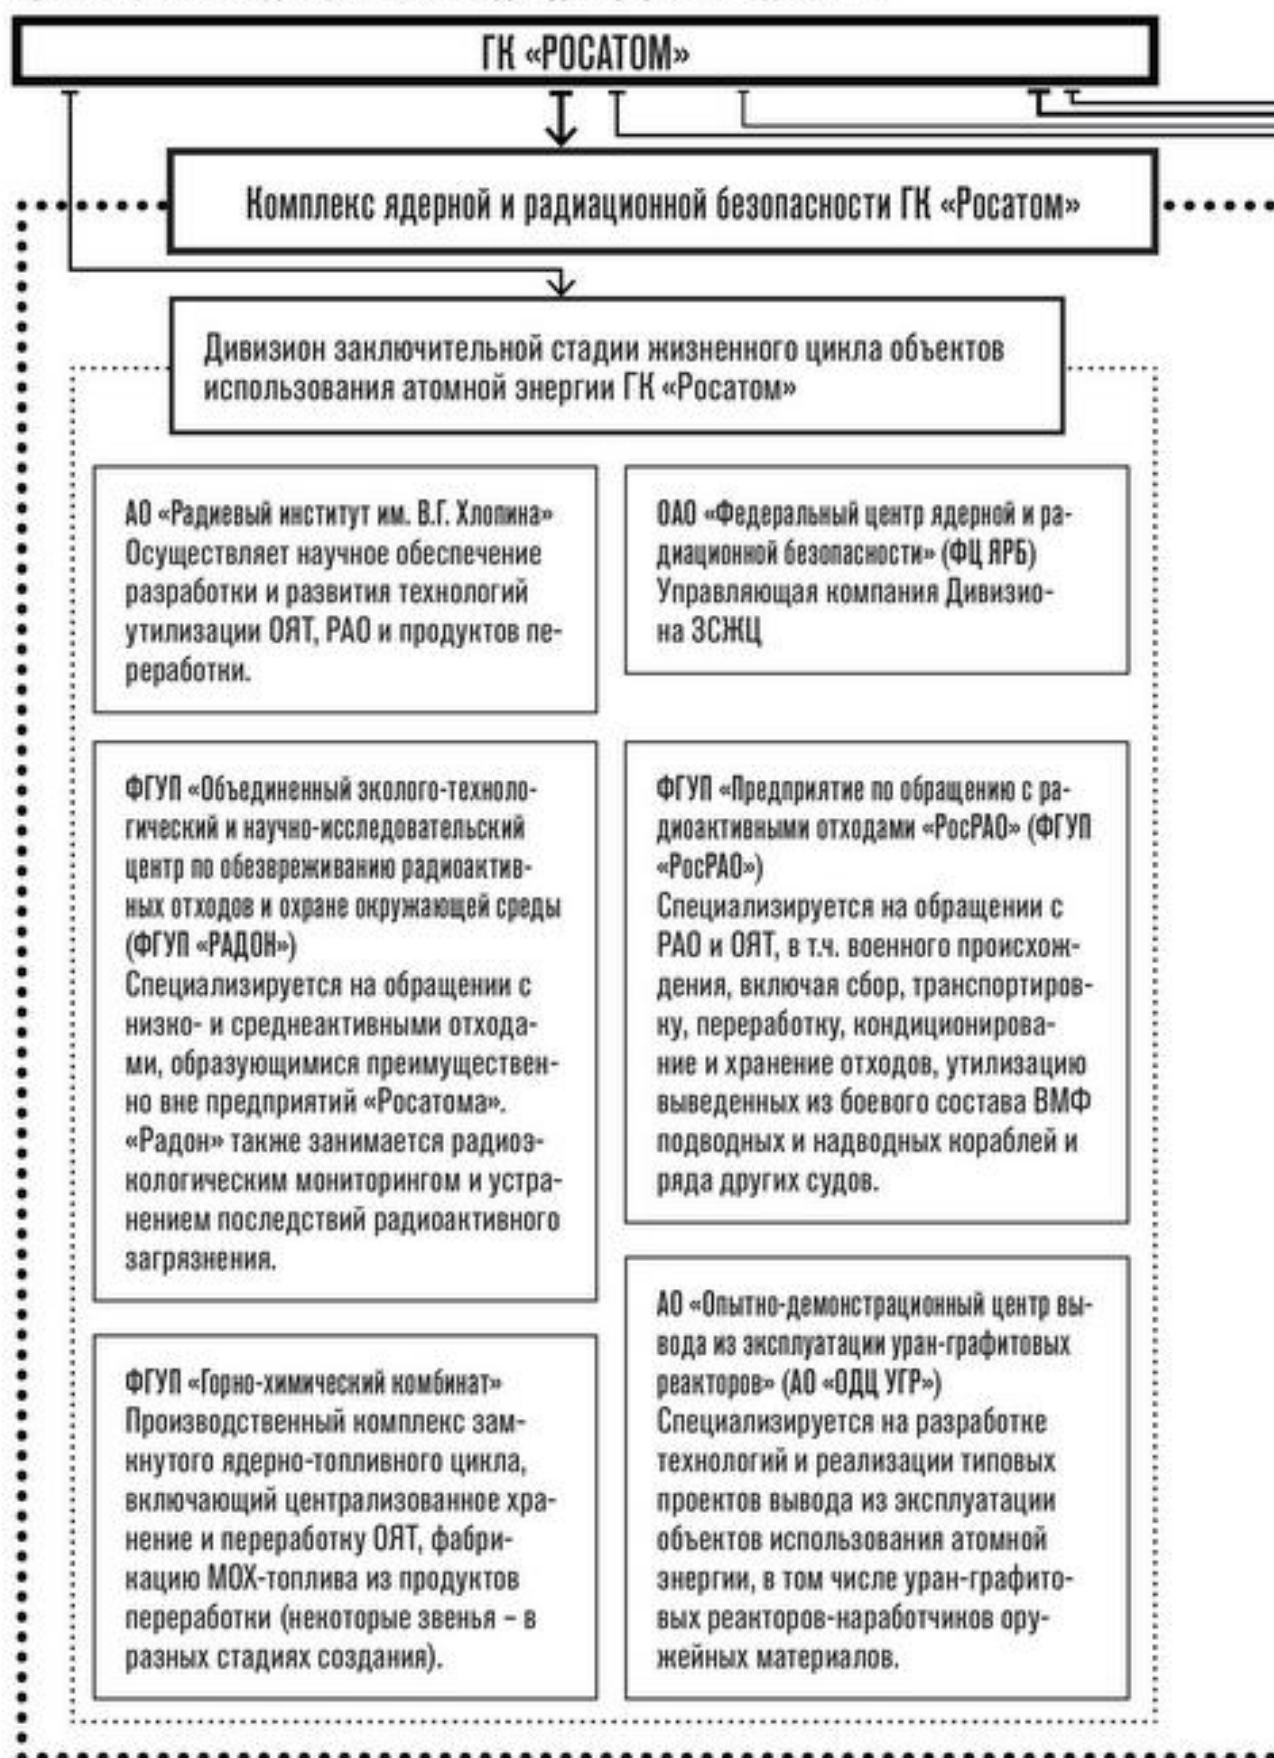 ГК «РОСАТОМ»
Комплекс ядерной и радиационной безопасности ГК «Росатом»
Дивизион заключительной стадии жизненного цикла объектов
использования атомной энергии ГК «Росатом»
АО «Радиевый институт им. В.Г. Хлопина»
Осуществляет научное обеспечение
разработки и развития технологий
утилизации ОЯТ, РАО и продуктов пе-
реработки.
ОАО «Федеральный центр ядерной и ра-
диационной безопасности» (ФЦ ЯРБ)
Управляющая компания Дивизио-
на ЗСЖЦ
ФГУП «Объединенный эколого-техноло-
гический и научно-исследовательский
центр по обезвреживанию радиоактив-
ных отходов и охране окружающей среды
(ФГУП «РАДОН»)
Специализируется на обращении с
низко- и среднеактивными отхода-
ми, образующимися преимуществен-
но вне предприятий «Росатома».
«Радон» также занимается радиоэ-
кологическим мониторингом и устра-
нением последствий радиоактивного
загрязнения.
ФГУП «Предприятие по обращению с ра-
диоактивными отходами «РосРАО» (ФГУП
«РосРАО»)
Специализируется на обращении с
РАО и ОЯТ, в т.ч. военного происхож-
дения, включая сбор, транспортиров-
ку, переработку, кондиционирова-
ние и хранение отходов, утилизацию
выведенных из боевого состава ВМФ
подводных и надводных кораблей и
ряда других судов.
ФГУП «Горно-химический комбинат»
Производственный комплекс зам-
кнутого ядерно-топливного цикла,
включающий централизованное хра-
нение и переработку ОЯТ, фабри-
кацию МОХ-топлива из продуктов
переработки (некоторые звенья – в
разных стадиях создания).
АО «Опытно-демонстрационный центр вы-
вода из эксплуатации уран-графитовых
реакторов» (АО «ОДЦ УГР»)
Специализируется на разработке
технологий и реализации типовых
проектов вывода из эксплуатации
объектов использования атомной
энергии, в том числе уран-графито-
вых реакторов-наработчиков ору-
жейных материалов.